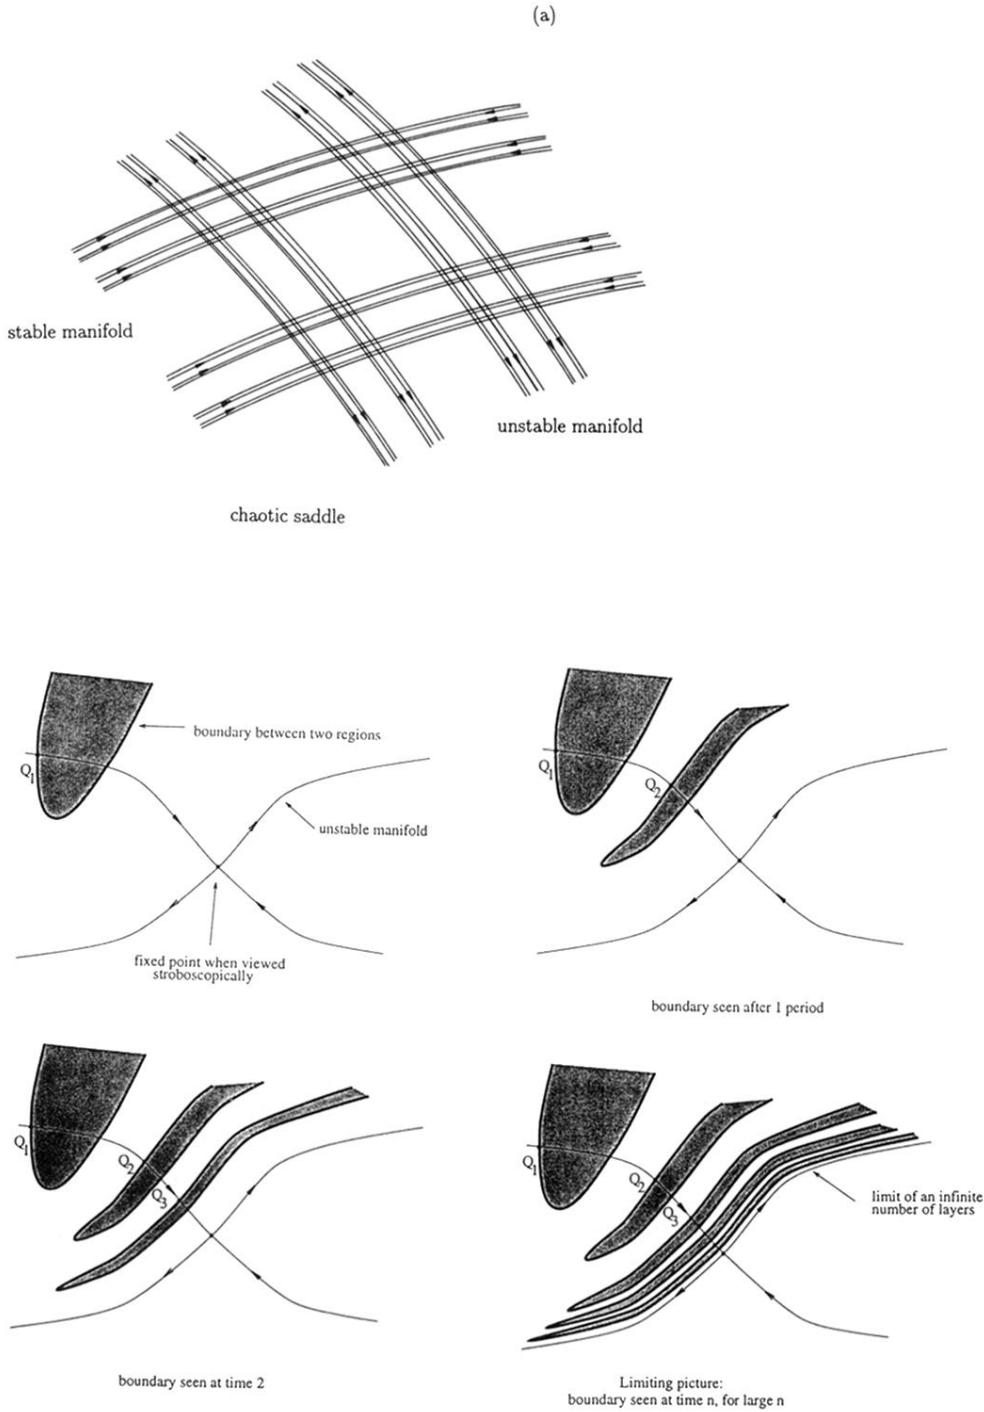 (a)
stable manifold
unstable manifold
chaotic saddle
boundary between two regions
Q1
unstable manifold
fixed point when viewed
stroboscopically
Q1
Q2
boundary seen after 1 period
Q1
Q2
Q3
boundary seen at time 2
Q1
Q2
Q3
limit of an infinite
number of layers
Limiting picture:
boundary seen at time n, for large n